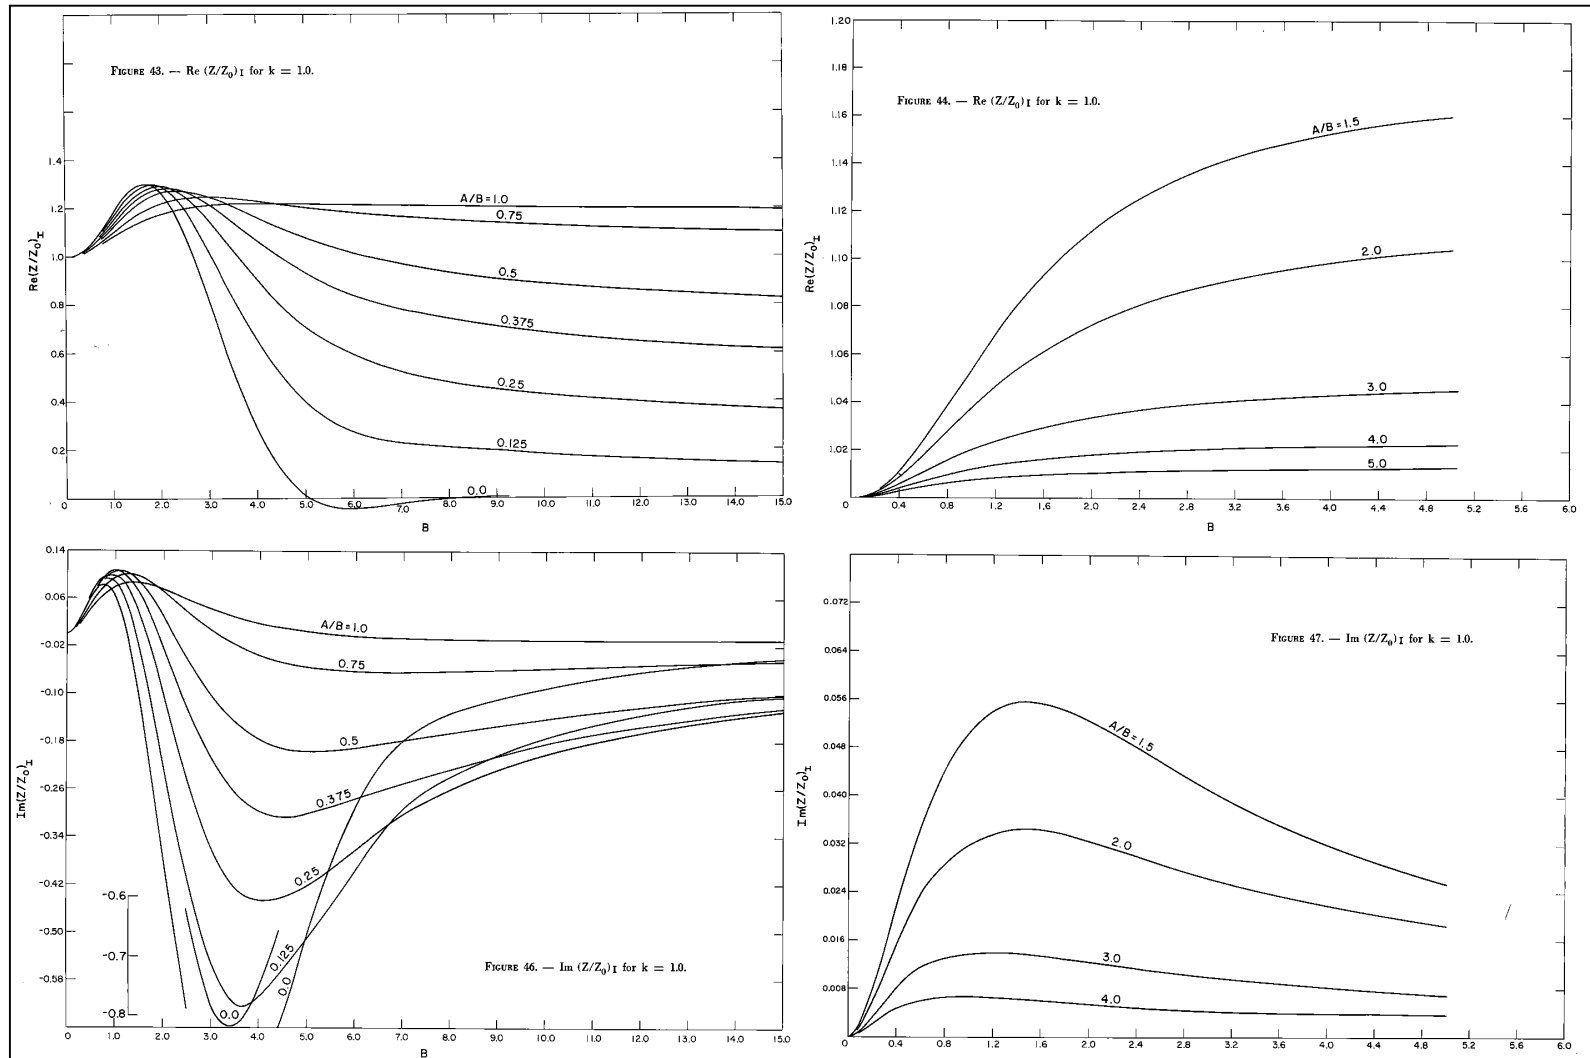 FIGURE 43. — Re (Z/Z₀)I for k = 1.0.
Re(Z/Z₀)I
1.4
1.2
1.0
0.8
0.6
0.4
0.2
A/B=1.0
0.75
0.5
0.375
0.25
0.125
0.0
0 1.0 2.0 3.0 4.0 5.0 6.0 7.0 8.0 9.0 10.0 11.0 12.0 13.0 14.0 15.0
B
FIGURE 44. — Re (Z/Z₀)I for k = 1.0.
Re(Z/Z₀)I
1.20
1.18
1.16
1.14
1.12
1.10
1.08
1.06
1.04
1.02
A/B=1.5
2.0
3.0
4.0
5.0
0 0.4 0.8 1.2 1.6 2.0 2.4 2.8 3.2 3.6 4.0 4.4 4.8 5.2 5.6 6.0
B
FIGURE 46. — Im (Z/Z₀)I for k = 1.0.
Im(Z/Z₀)I
0.14
0.06
-0.02
-0.10
-0.18
-0.26
-0.34
-0.42
-0.50
-0.58
-0.6
-0.7
-0.8
A/B=1.0
0.75
0.5
0.375
0.25
0.125
0.0
0.0
0 1.0 2.0 3.0 4.0 5.0 6.0 7.0 8.0 9.0 10.0 11.0 12.0 13.0 14.0 15.0
B
FIGURE 47. — Im (Z/Z₀)I for k = 1.0.
Im(Z/Z₀)I
0.072
0.064
0.056
0.048
0.040
0.032
0.024
0.016
0.008
A/B=1.5
2.0
3.0
4.0
0 0.4 0.8 1.2 1.6 2.0 2.4 2.8 3.2 3.6 4.0 4.4 4.8 5.2 5.6 6.0
B